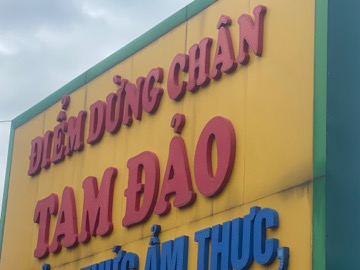 ĐIỂM DỪNG CHÂN
TAM ĐẢO
ẨM THỰC,